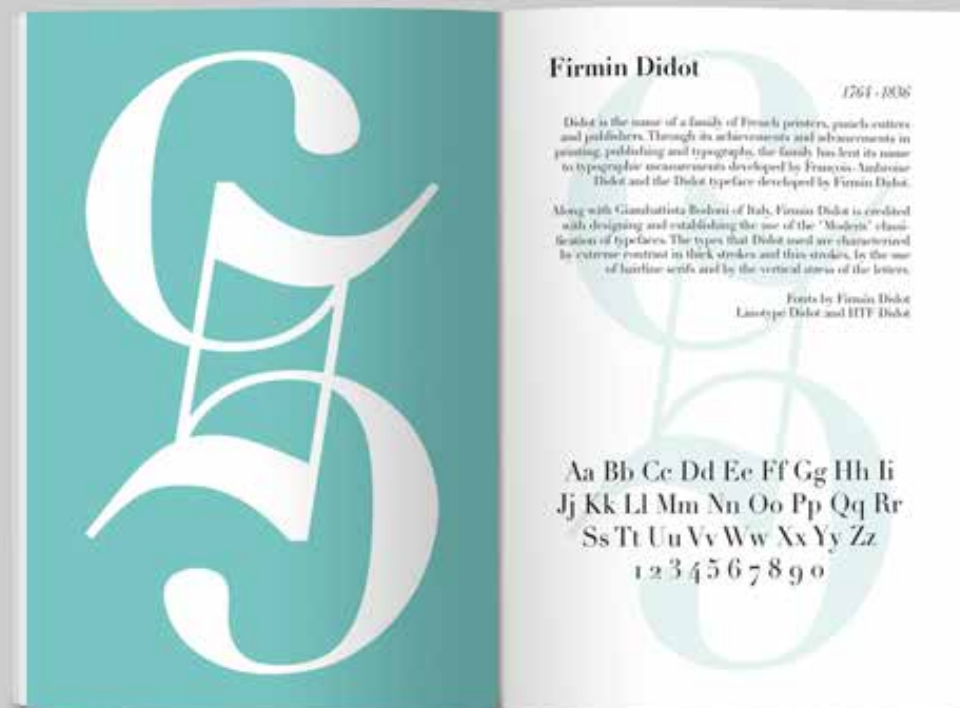 Firmin Didot
1764 - 1836
Didot is the name of a family of French printers, punch-cutters
and publishers. Through its achievements and advancements in
printing, publishing and typography, the family has lent its name
to typographic measurements developed by François-Ambroise
Didot and the Didot typeface developed by Firmin Didot.
Along with Giambattista Bodoni of Italy, Firmin Didot is credited
with designing and establishing the use of the "Modern" classi-
fication of typefaces. The types that Didot used are characterized
by extreme contrast in thick strokes and thin strokes, by the use
of hairline serifs and by the vertical stress of the letters.
Fonts by Firmin Didot
Linotype Didot and HTF Didot
Aa Bb Cc Dd Ee Ff Gg Hh Ii
Jj Kk Ll Mm Nn Oo Pp Qq Rr
Ss Tt Uu Vv Ww Xx Yy Zz
1 2 3 4 5 6 7 8 9 0